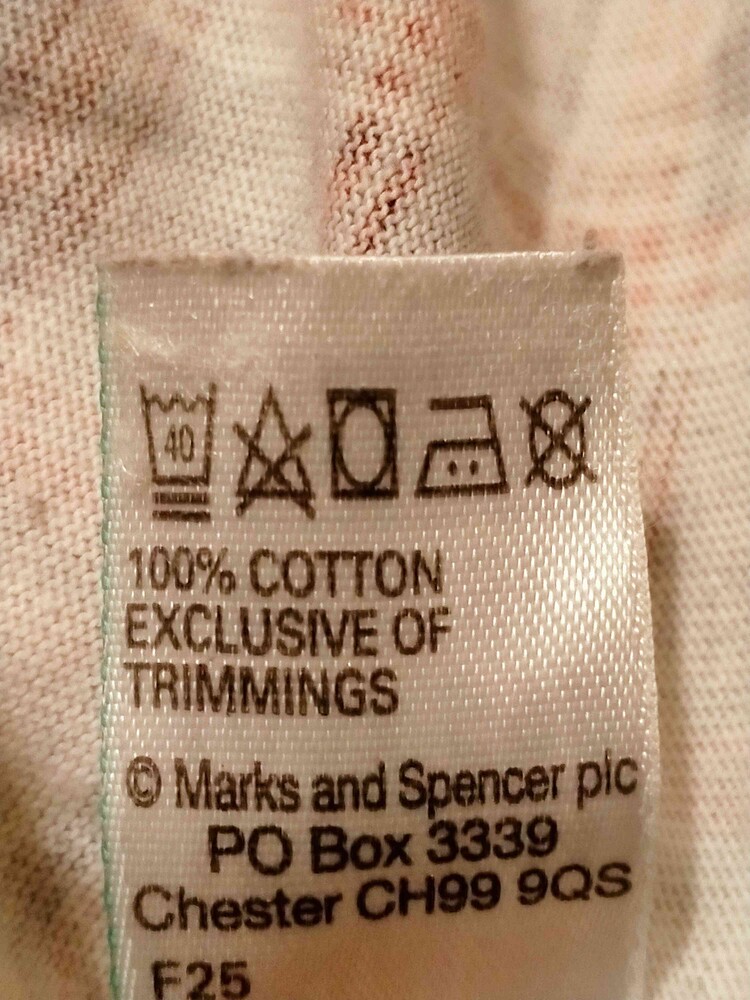 40
100% COTTON
EXCLUSIVE OF
TRIMMINGS
© Marks and Spencer plc
PO Box 3339
Chester CH99 9QS
F25